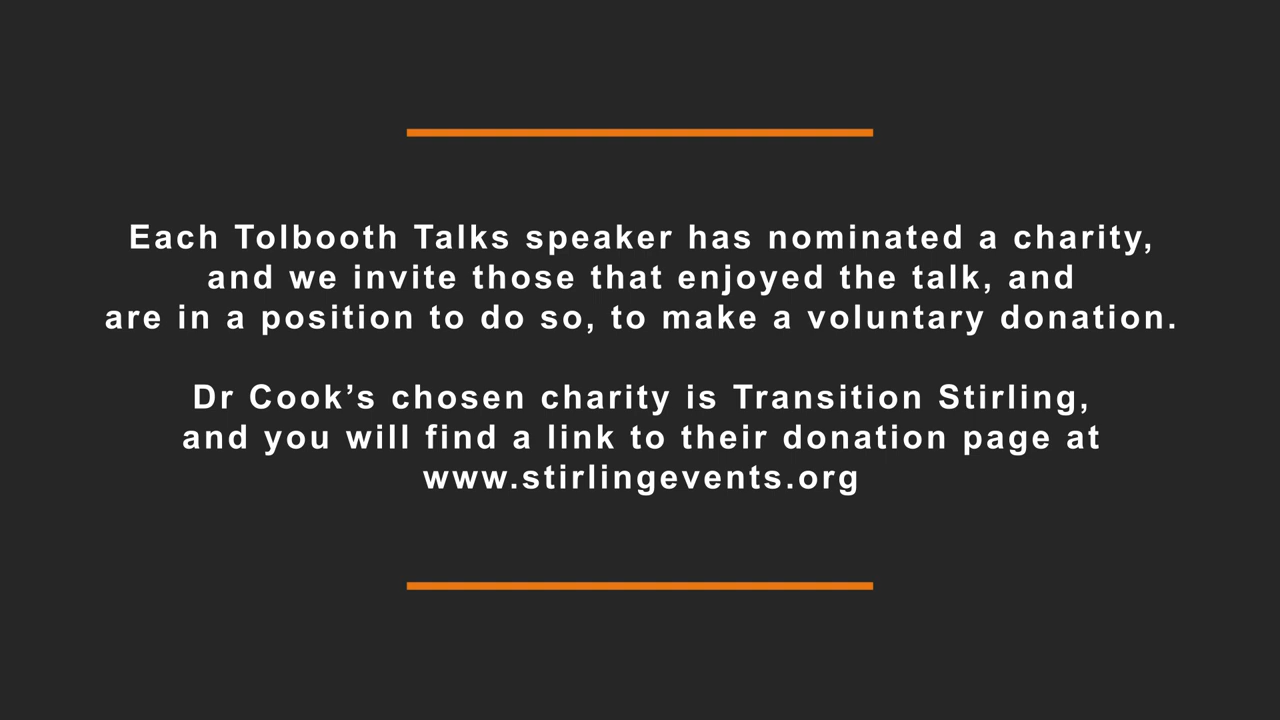 Each Tolbooth Talks speaker has nominated a charity,
and we invite those that enjoyed the talk, and
are in a position to do so, to make a voluntary donation.
Dr Cook’s chosen charity is Transition Stirling,
and you will find a link to their donation page at
www.stirlingevents.org